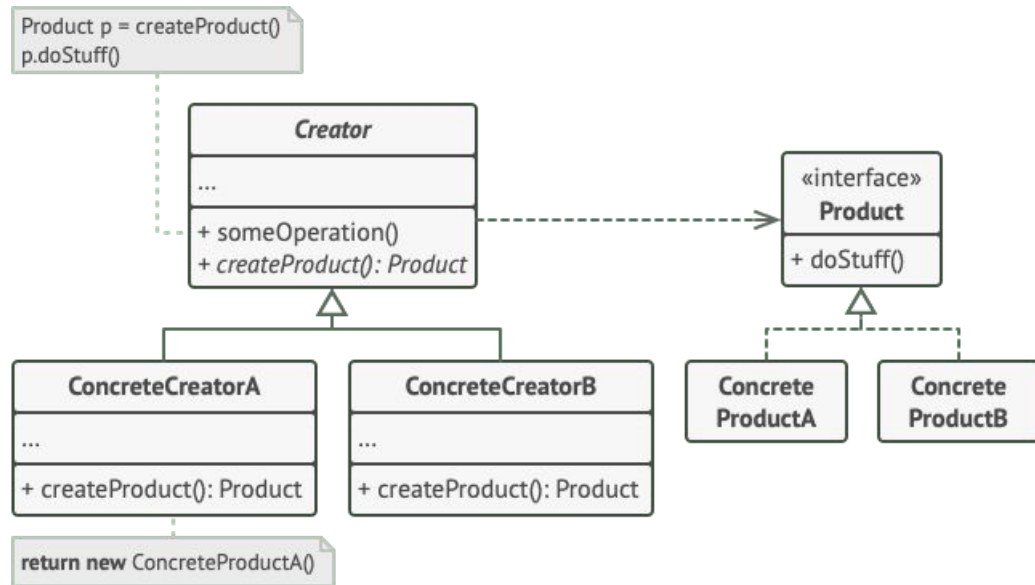 Product p = createProduct()
p.doStuff()
Creator
...
+ someOperation()
+ createProduct(): Product
«interface»
Product
+ doStuff()
ConcreteCreatorA
...
+ createProduct(): Product
ConcreteCreatorB
...
+ createProduct(): Product
Concrete
ProductA
Concrete
ProductB
return new ConcreteProductA()